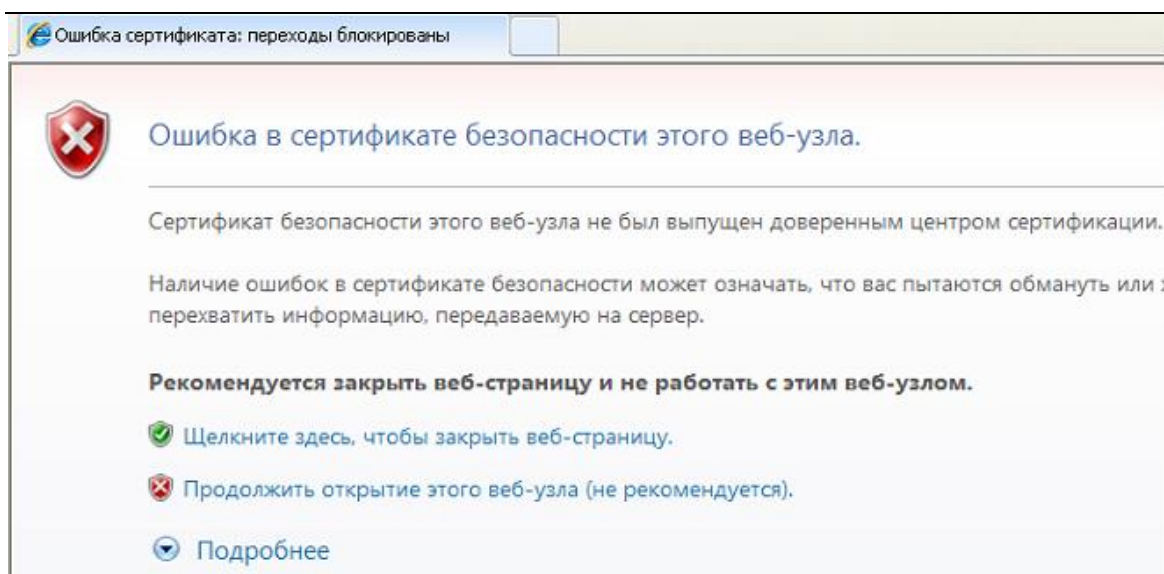 Ошибка сертификата: переходы блокированы
Ошибка в сертификате безопасности этого веб-узла.
Сертификат безопасности этого веб-узла не был выпущен доверенным центром сертификации.
Наличие ошибок в сертификате безопасности может означать, что вас пытаются обмануть или
перехватить информацию, передаваемую на сервер.
Рекомендуется закрыть веб-страницу и не работать с этим веб-узлом.
Щелкните здесь, чтобы закрыть веб-страницу.
Продолжить открытие этого веб-узла (не рекомендуется).
Подробнее